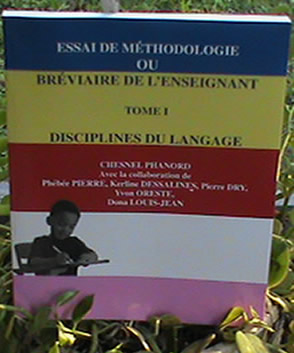 ESSAI DE MÉTHODOLOGIE
OU
BRÉVIAIRE DE L'ENSEIGNANT
TOME I
DISCIPLINES DU LANGAGE
CHESNEL PHANORD
Avec la collaboration de
Phébée PIERRE, Kerline DESSALINES, Pierre DRY,
Yvon ORESTE,
Dona LOUIS-JEAN